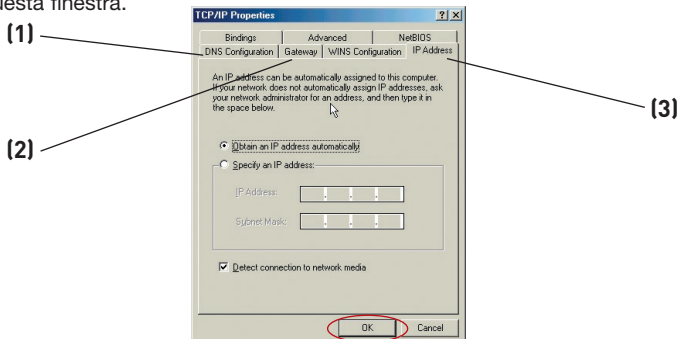 uesta finestra.
TCP/IP Properties
Bindings Advanced NetBIOS
DNS Configuration Gateway WINS Configuration IP Address
An IP address can be automatically assigned to this computer.
If your network does not automatically assign IP addresses, ask
your network administrator for an address, and then type it in
the space below.
Obtain an IP address automatically
Specify an IP address:
IP Address:
Subnet Mask:
Detect connection to network media
OK Cancel
(1)
(2)
(3)